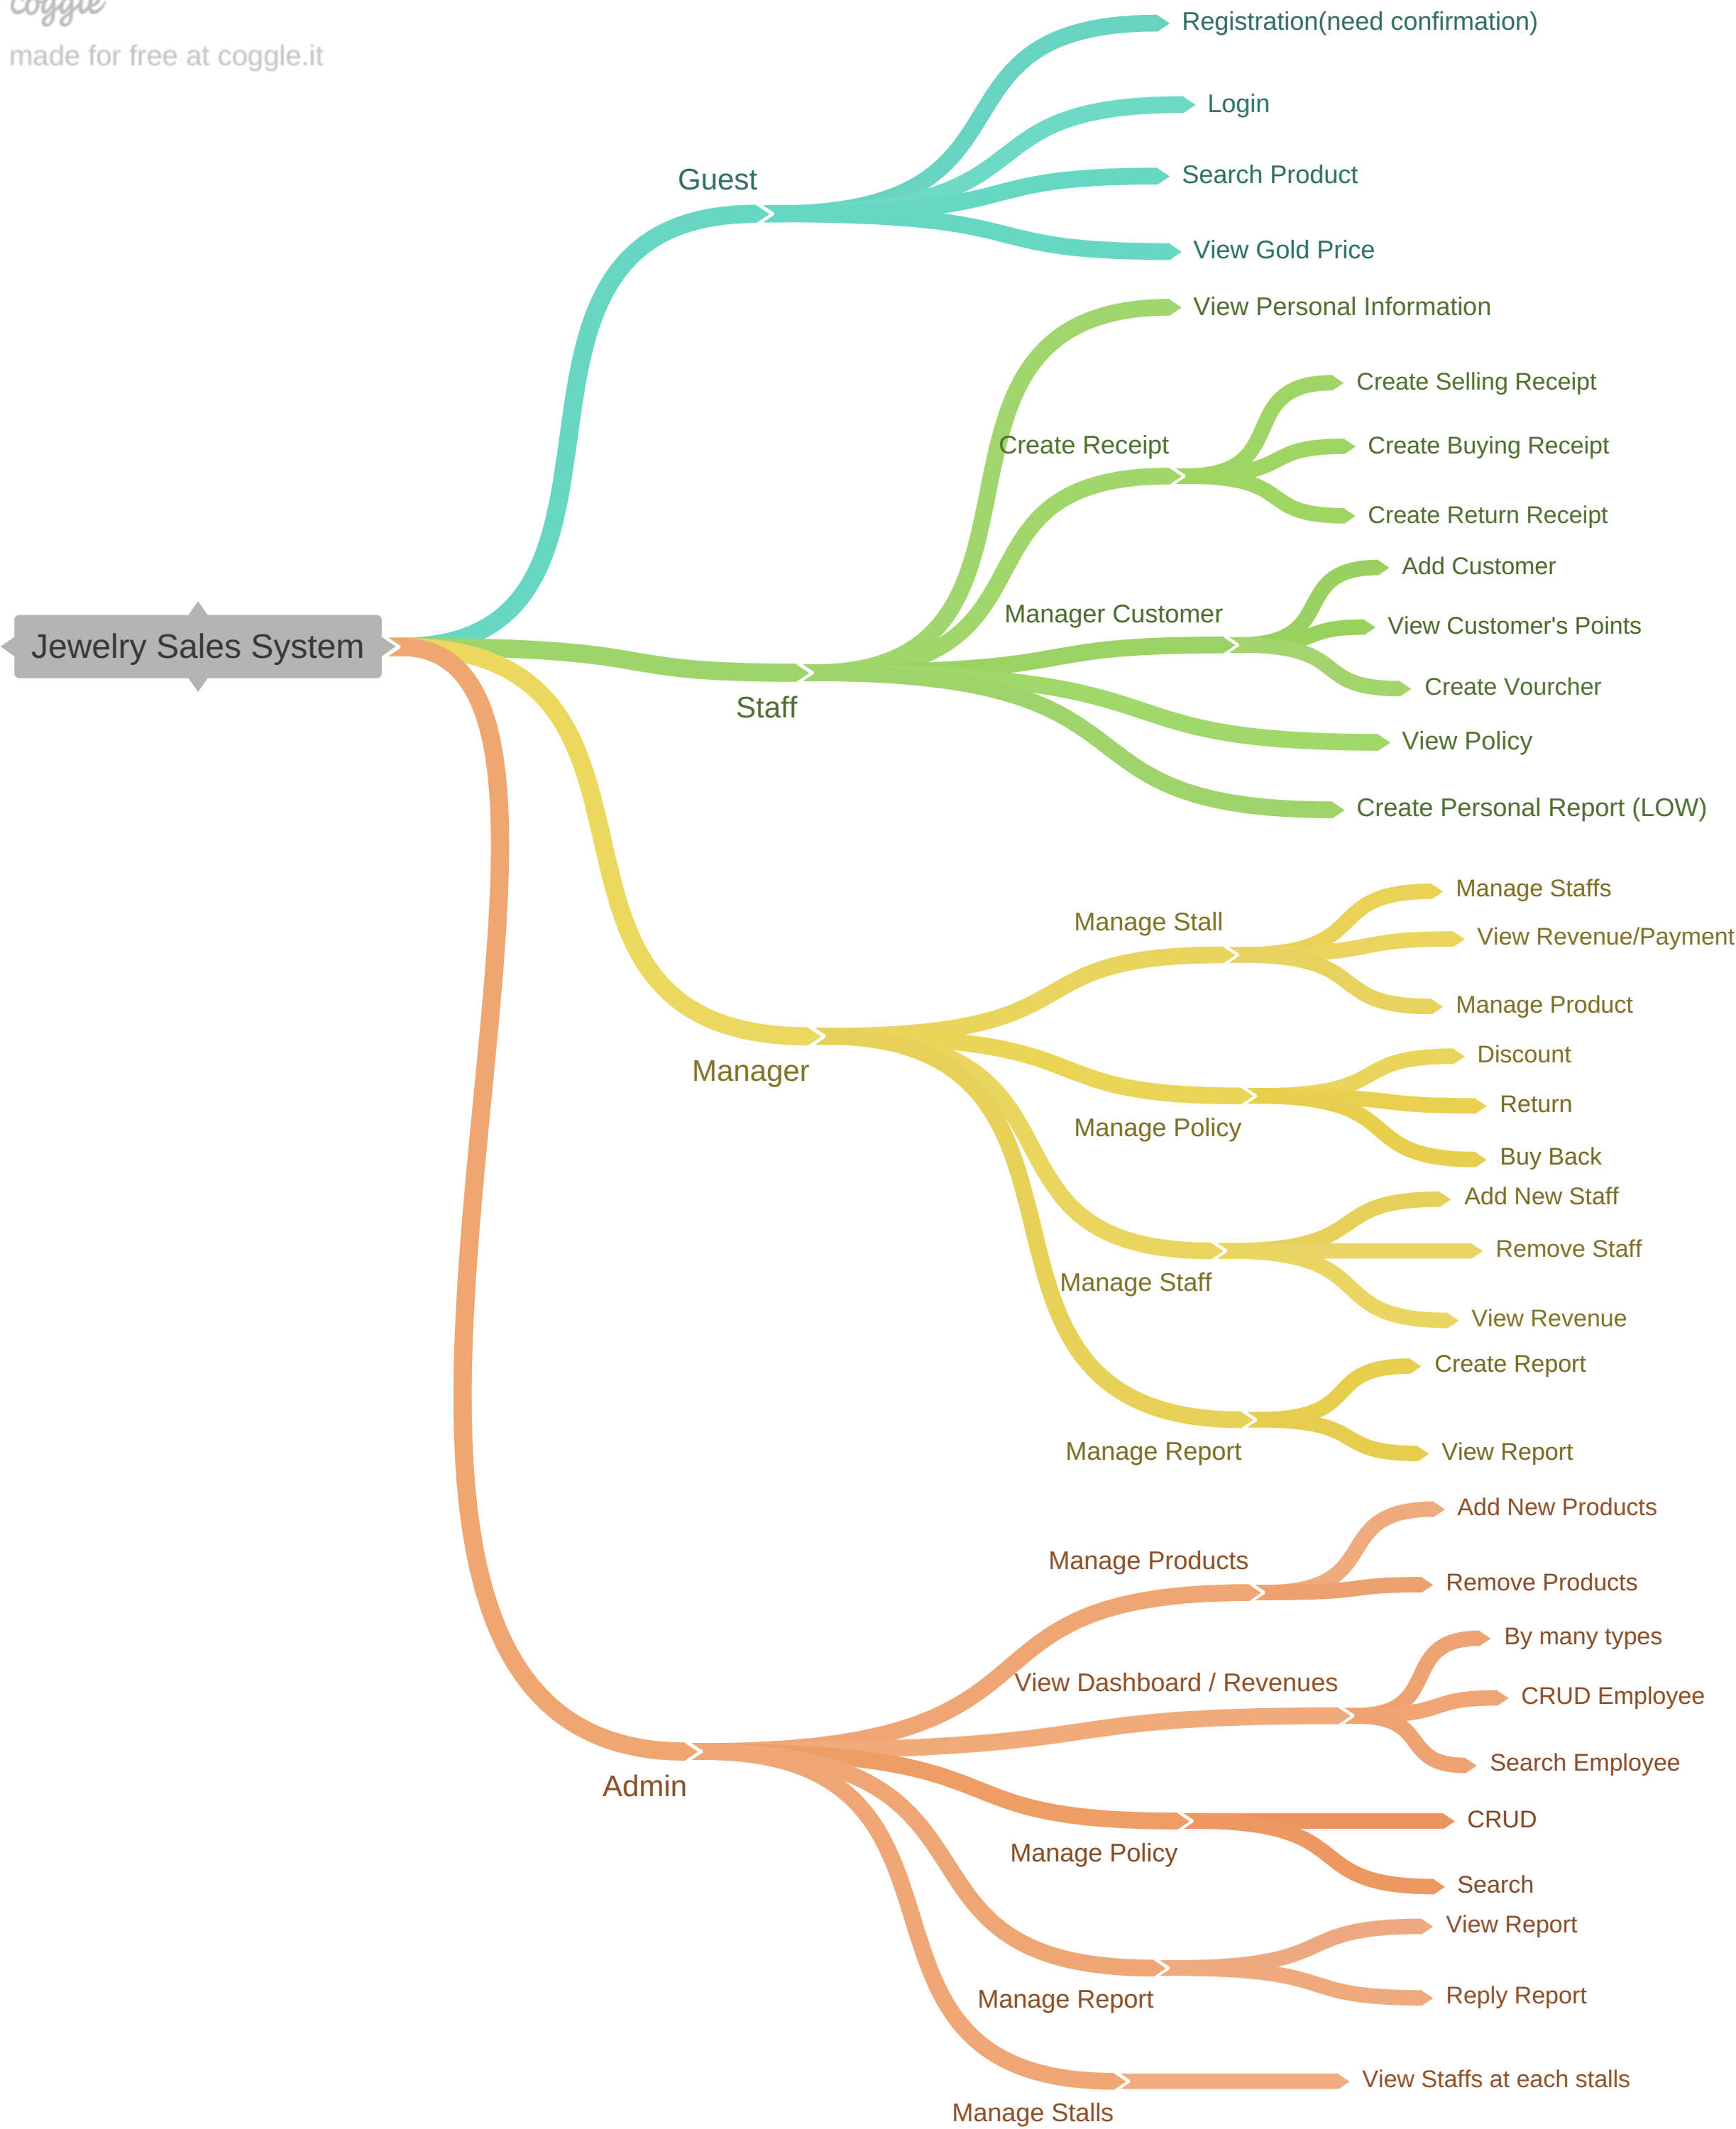 coggle
made for free at coggle.it
Jewelry Sales System
Guest
Registration(need confirmation)
Login
Search Product
View Gold Price
Staff
View Personal Information
Create Receipt
Create Selling Receipt
Create Buying Receipt
Create Return Receipt
Manager Customer
Add Customer
View Customer's Points
Create Vourcher
View Policy
Create Personal Report (LOW)
Manager
Manage Stall
Manage Staffs
View Revenue/Payment
Manage Product
Manage Policy
Discount
Return
Buy Back
Manage Staff
Add New Staff
Remove Staff
View Revenue
Manage Report
Create Report
View Report
Admin
Manage Products
Add New Products
Remove Products
View Dashboard / Revenues
By many types
CRUD Employee
Search Employee
Manage Policy
CRUD
Search
Manage Report
View Report
Reply Report
Manage Stalls
View Staffs at each stalls